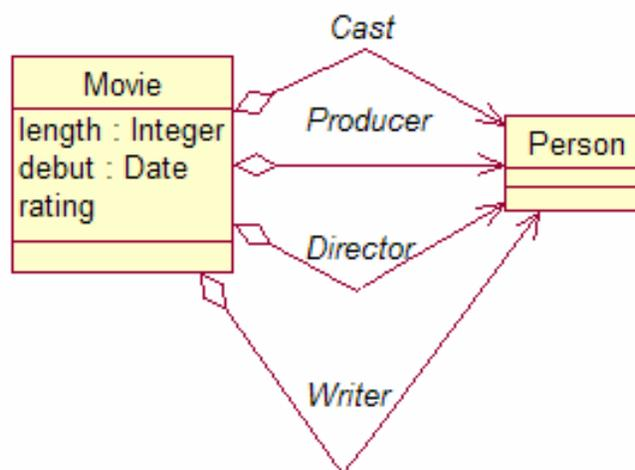 Cast
Movie
length : Integer
debut : Date
rating
Producer
Person
Director
Writer